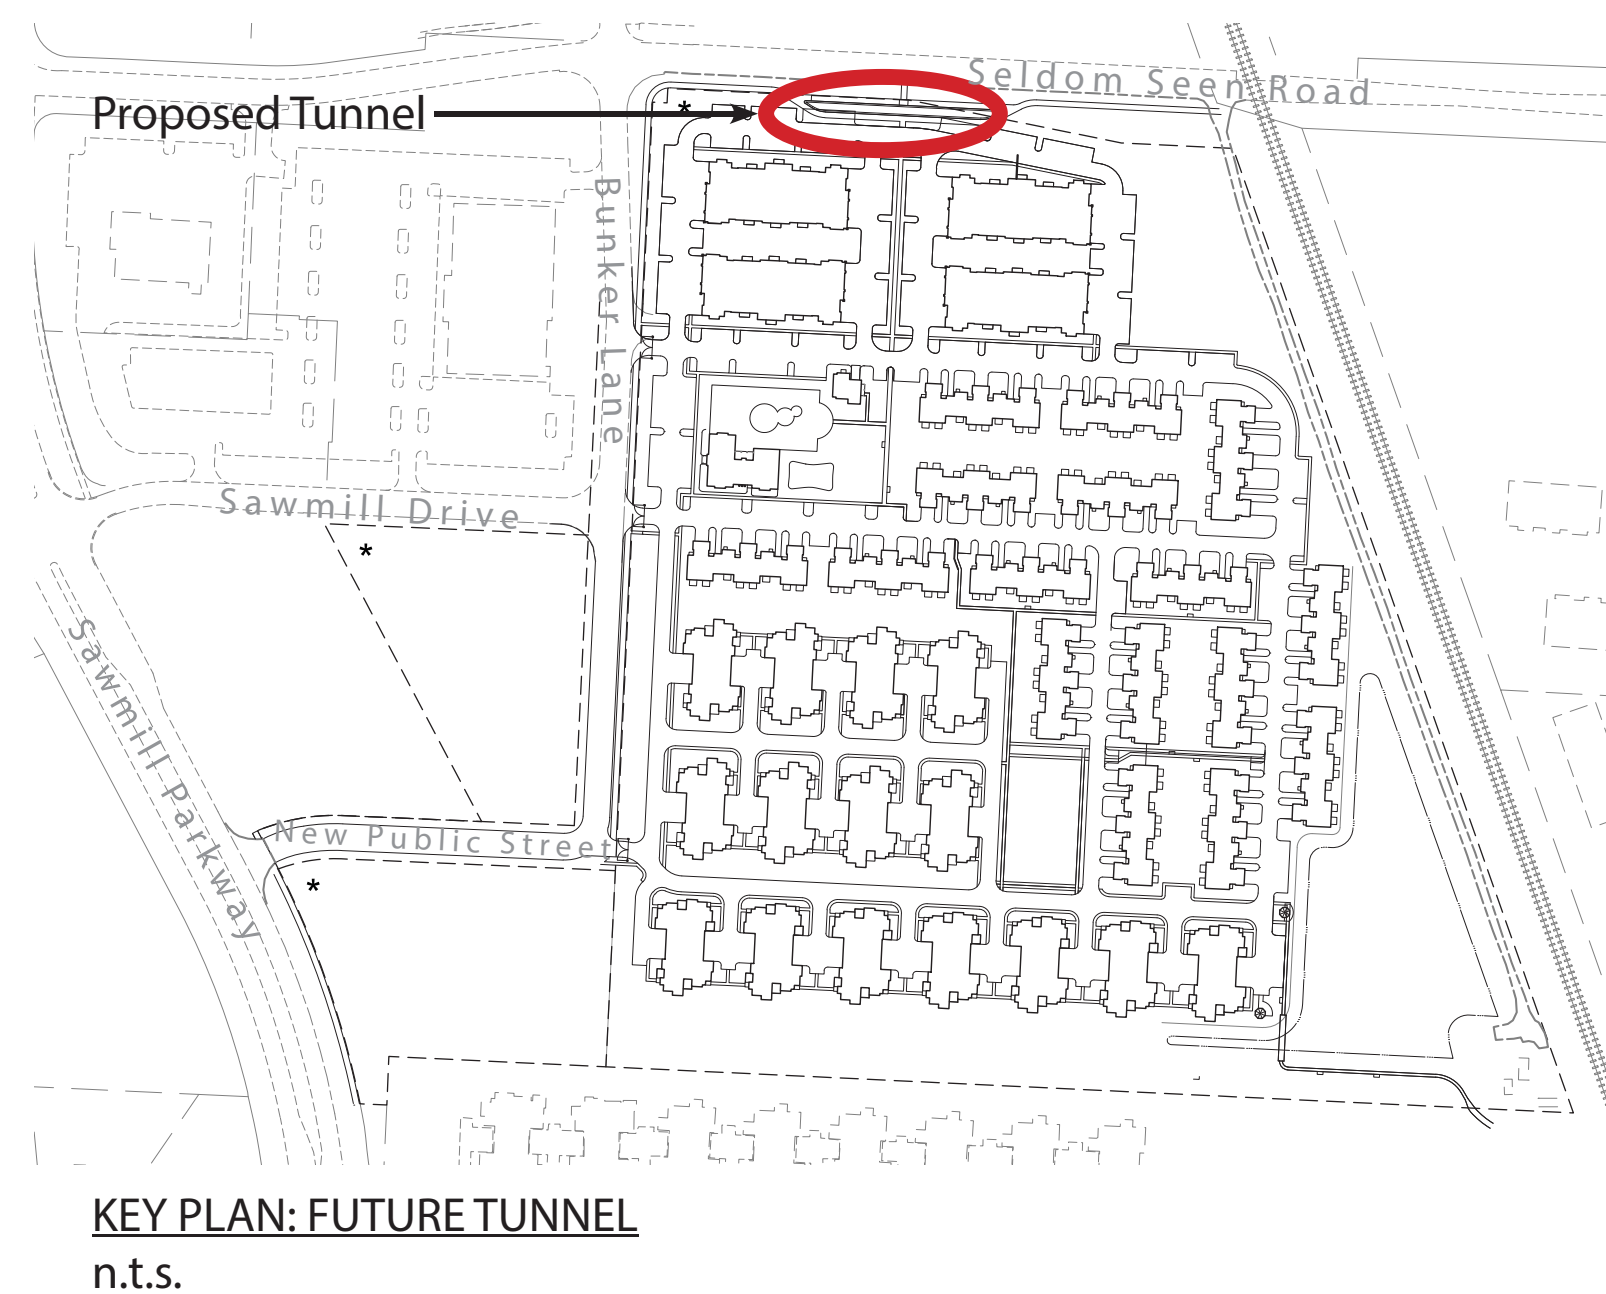 Seldom Seen Road
*
Proposed Tunnel
Bunker Lane
Sawmill Drive
*
Sawmill Parkway
New Public Street
*
KEY PLAN: FUTURE TUNNEL
n.t.s.